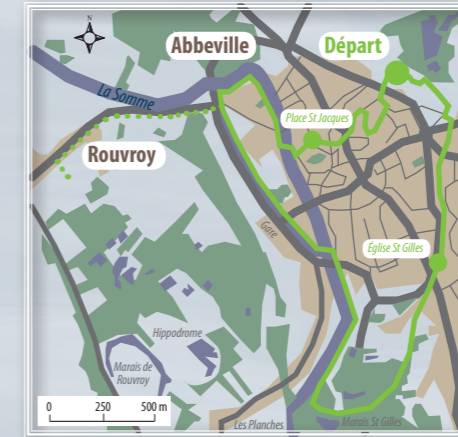 N
Abbeville
Départ
La Somme
Place St Jacques
Rouvroy
Gare
Église St Gilles
Hippodrome
Marais de
Rouvroy
0 250 500 m
Les Planches
Marais St Gilles